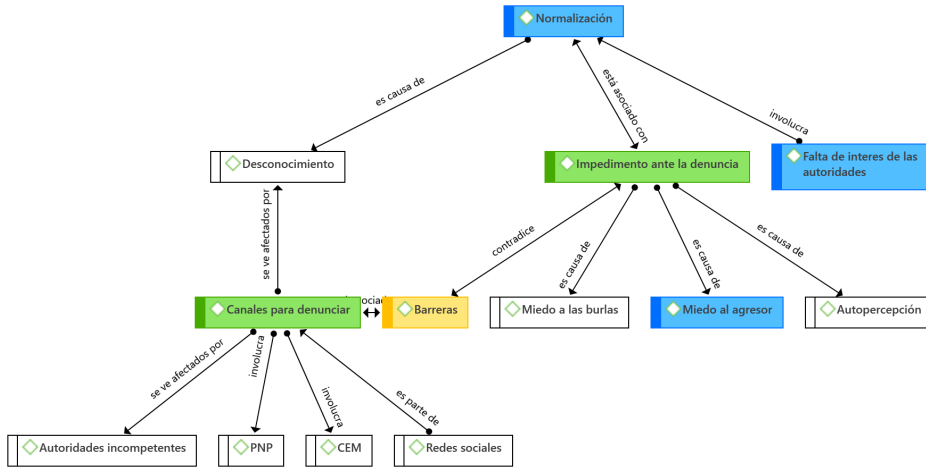 Normalización
es causa de
está asociado con
involucra
Desconocimiento
Impedimento ante la denuncia
Falta de interes de las
autoridades
se ve afectados por
contradice
es causa de
es causa de
es causa de
Canales para denunciar
Barreras
Miedo a las burlas
Miedo al agresor
Autopercepción
se ve afectados por
involucra
involucra
es parte de
Autoridades incompetentes
PNP
CEM
Redes sociales